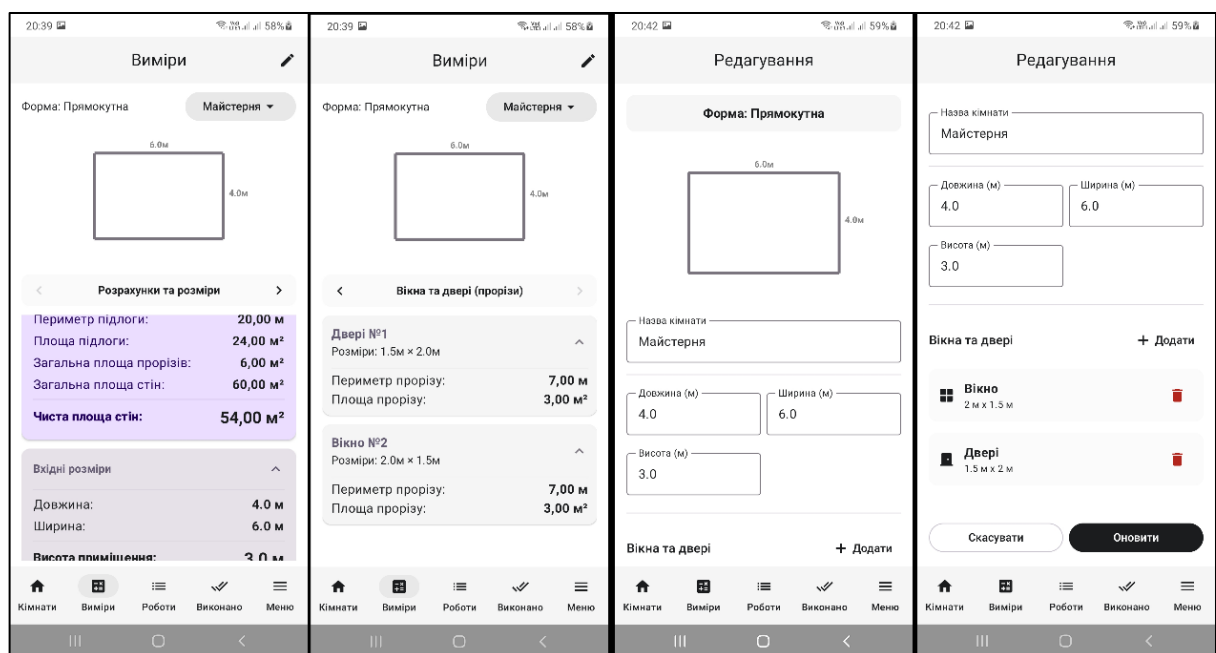 20:39 58%
Виміри
Форма: Прямокутна Майстерня
6.0м
4.0м
Розрахунки та розміри
Периметр підлоги: 20,00 м
Площа підлоги: 24,00 м²
Загальна площа прорізів: 6,00 м²
Загальна площа стін: 60,00 м²
Чиста площа стін: 54,00 м²
Вхідні розміри
Довжина: 4.0 м
Ширина: 6.0 м
Висота приміщення: 3.0 м
Кімнати Виміри Роботи Виконано Меню
20:39 58%
Виміри
Форма: Прямокутна Майстерня
6.0м
4.0м
Вікна та двері (прорізи)
Двері №1
Розміри: 1.5м × 2.0м
Периметр прорізу: 7,00 м
Площа прорізу: 3,00 м²
Вікно №2
Розміри: 2.0м × 1.5м
Периметр прорізу: 7,00 м
Площа прорізу: 3,00 м²
Кімнати Виміри Роботи Виконано Меню
20:42 59%
Редагування
Форма: Прямокутна
6.0м
4.0м
Назва кімнати
Майстерня
Довжина (м) Ширина (м)
4.0 6.0
Висота (м)
3.0
Вікна та двері + Додати
Кімнати Виміри Роботи Виконано Меню
20:42 59%
Редагування
Назва кімнати
Майстерня
Довжина (м) Ширина (м)
4.0 6.0
Висота (м)
3.0
Вікна та двері + Додати
Вікно
2 м x 1.5 м
Двері
1.5 м x 2 м
Скасувати Оновити
Кімнати Виміри Роботи Виконано Меню